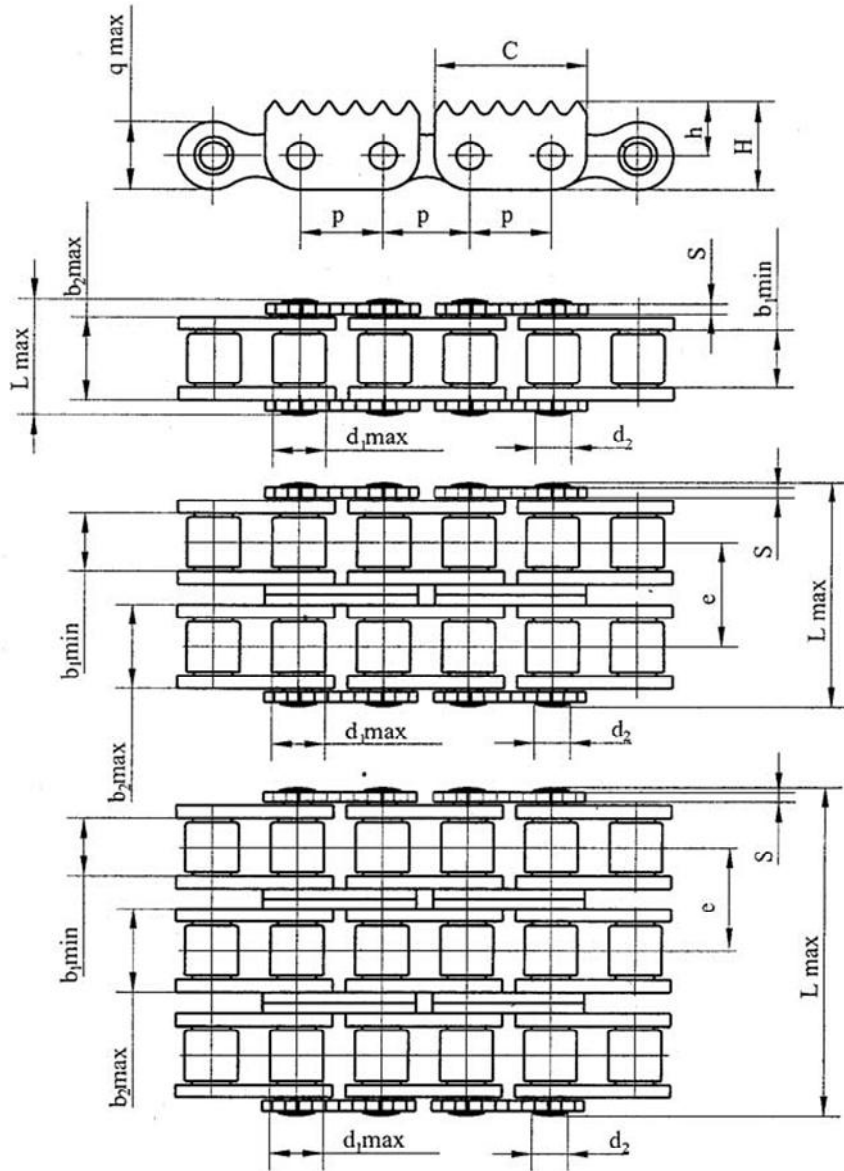 C
q max
h
H
p p p
b₂max
S
b₁min
L max
d₁max d₂
S
e
L max
b₁min
d₁max d₂
b₂max
S
e
b₁min
L max
b₂max
d₁max d₂